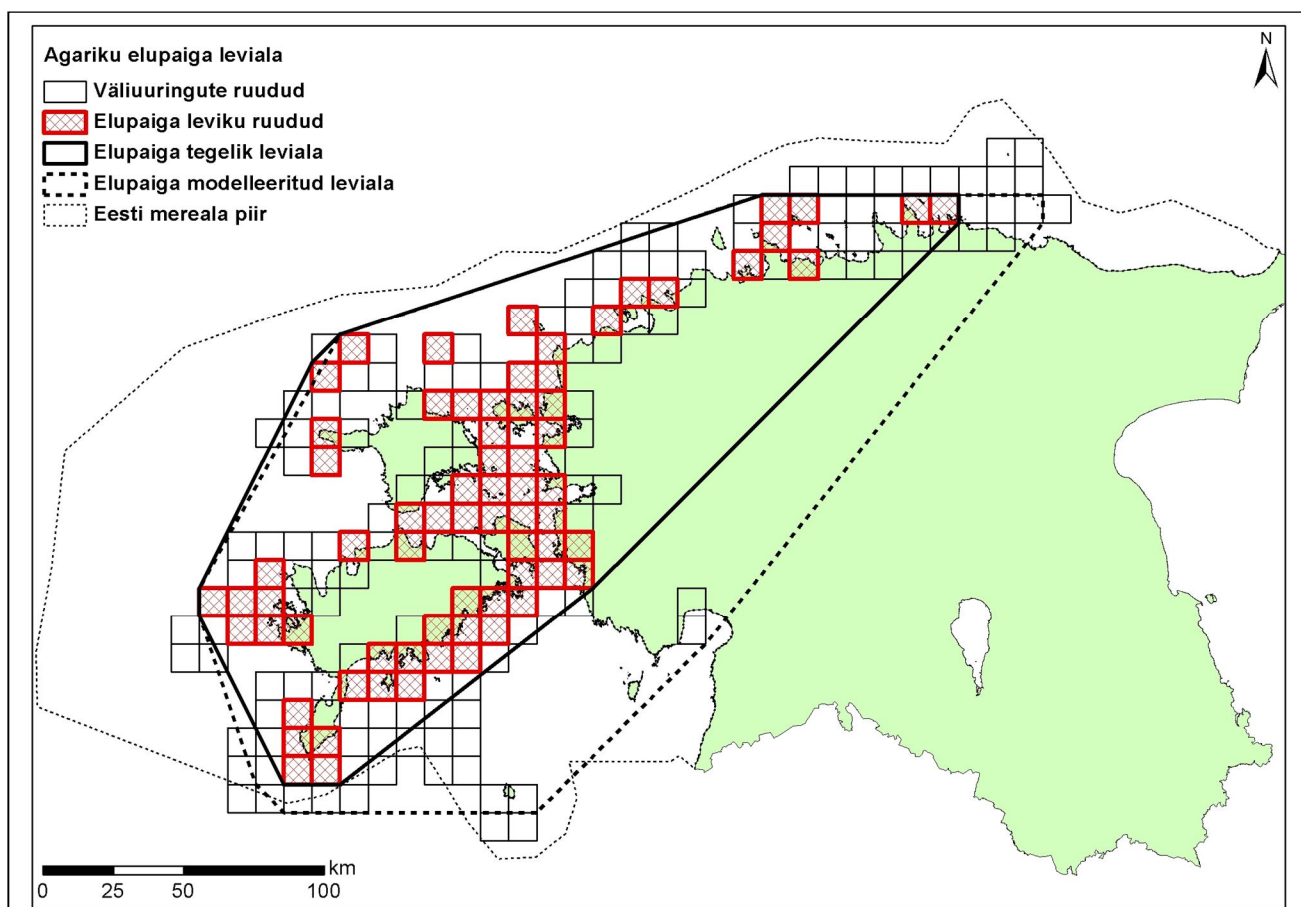 Agariku elupaiga leviala
Väliuuringute ruudud
Elupaiga leviku ruudud
Elupaiga tegelik leviala
Elupaiga modelleeritud leviala
Eesti mereala piir
N
km
0 25 50 100